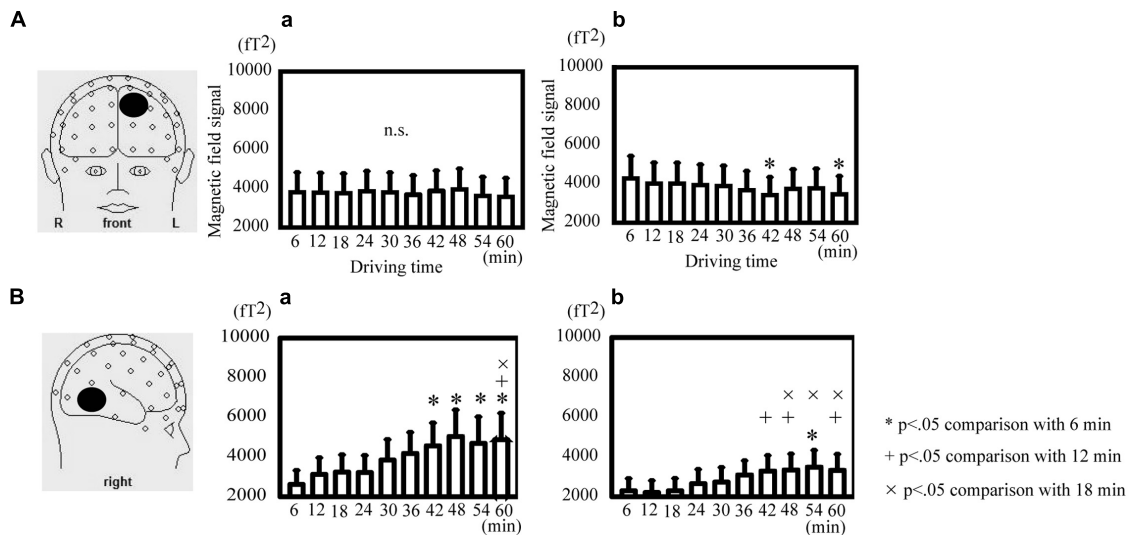 A
a
b
(fT2)
(fT2)
Magnetic field signal
10000
8000
6000
4000
2000
n.s.
6 12 18 24 30 36 42 48 54 60
(min)
Driving time
Magnetic field signal
10000
8000
6000
4000
2000
* *
6 12 18 24 30 36 42 48 54 60
(min)
Driving time
R front L
B
a
b
(fT2)
(fT2)
10000
8000
6000
4000
2000
×
+
* * * *
6 12 18 24 30 36 42 48 54 60
(min)
10000
8000
6000
4000
2000
× × ×
+ + +
*
6 12 18 24 30 36 42 48 54 60
(min)
right
* p<.05 comparison with 6 min
+ p<.05 comparison with 12 min
× p<.05 comparison with 18 min